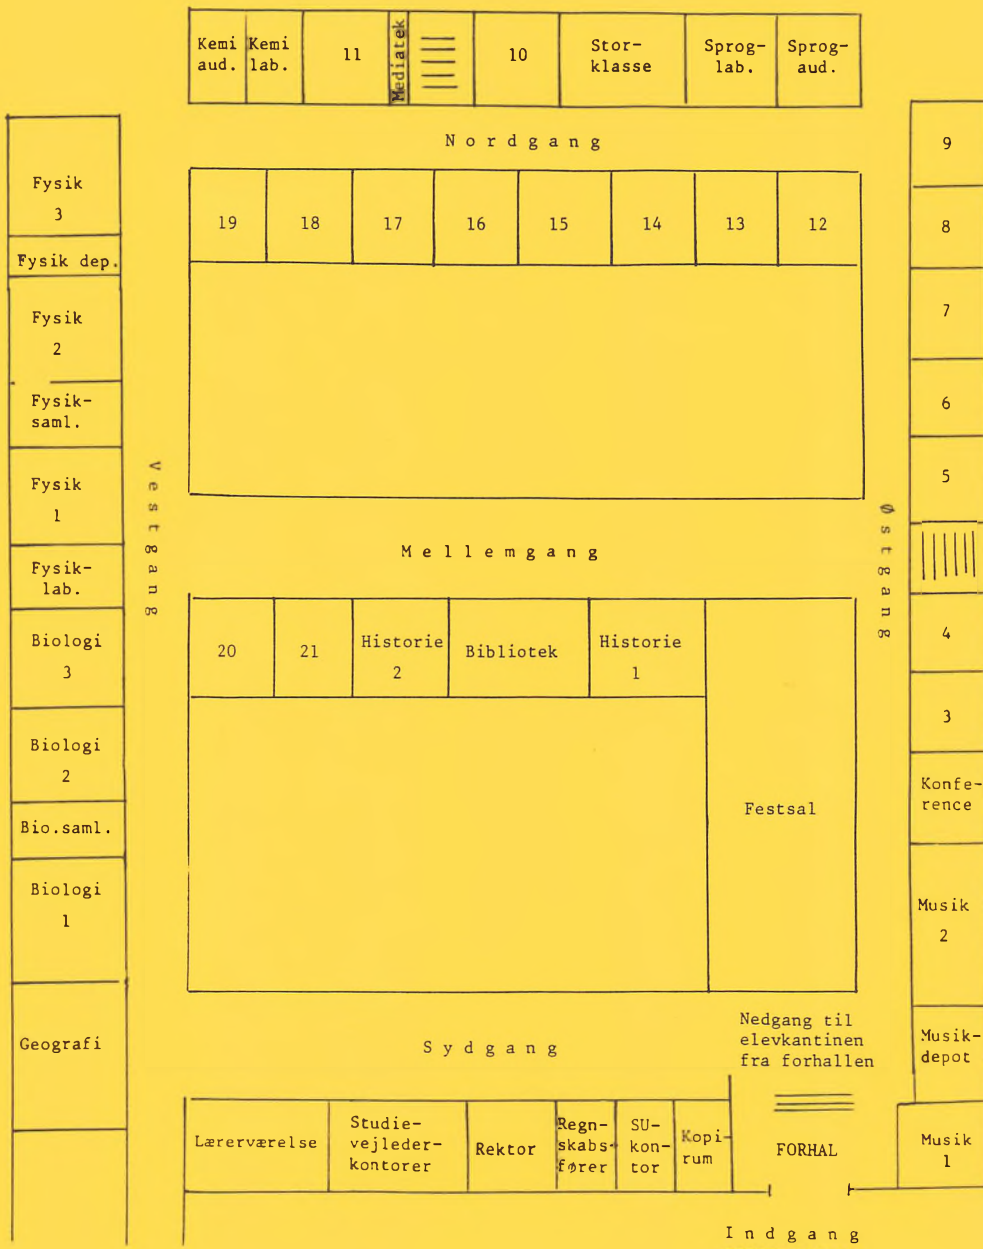 Kemi
aud.
Kemi
lab.
11
Mediatek
10
Stor-
klasse
Sprog-
lab.
Sprog-
aud.
Nordgang
19
18
17
16
15
14
13
12
Fysik
3
Fysik dep.
Fysik
2
Fysik-
saml.
Fysik
1
Fysik-
lab.
Biologi
3
Biologi
2
Bio.saml.
Biologi
1
Geografi
Vestgang
Mellemgang
Østgang
20
21
Historie
2
Bibliotek
Historie
1
Festsal
9
8
7
6
5
4
3
Konfe-
rence
Musik
2
Musik-
depot
Musik
1
Sydgang
Nedgang til
elevkantinen
fra forhallen
Lærerværelse
Studie-
vejleder-
kontorer
Rektor
Regn-
skabs-
fører
SU-
kon-
tor
Kopi-
rum
FORHAL
Indgang